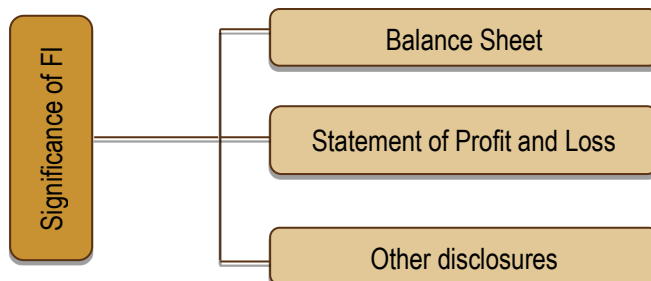 Significance of FI
Balance Sheet
Statement of Profit and Loss
Other disclosures